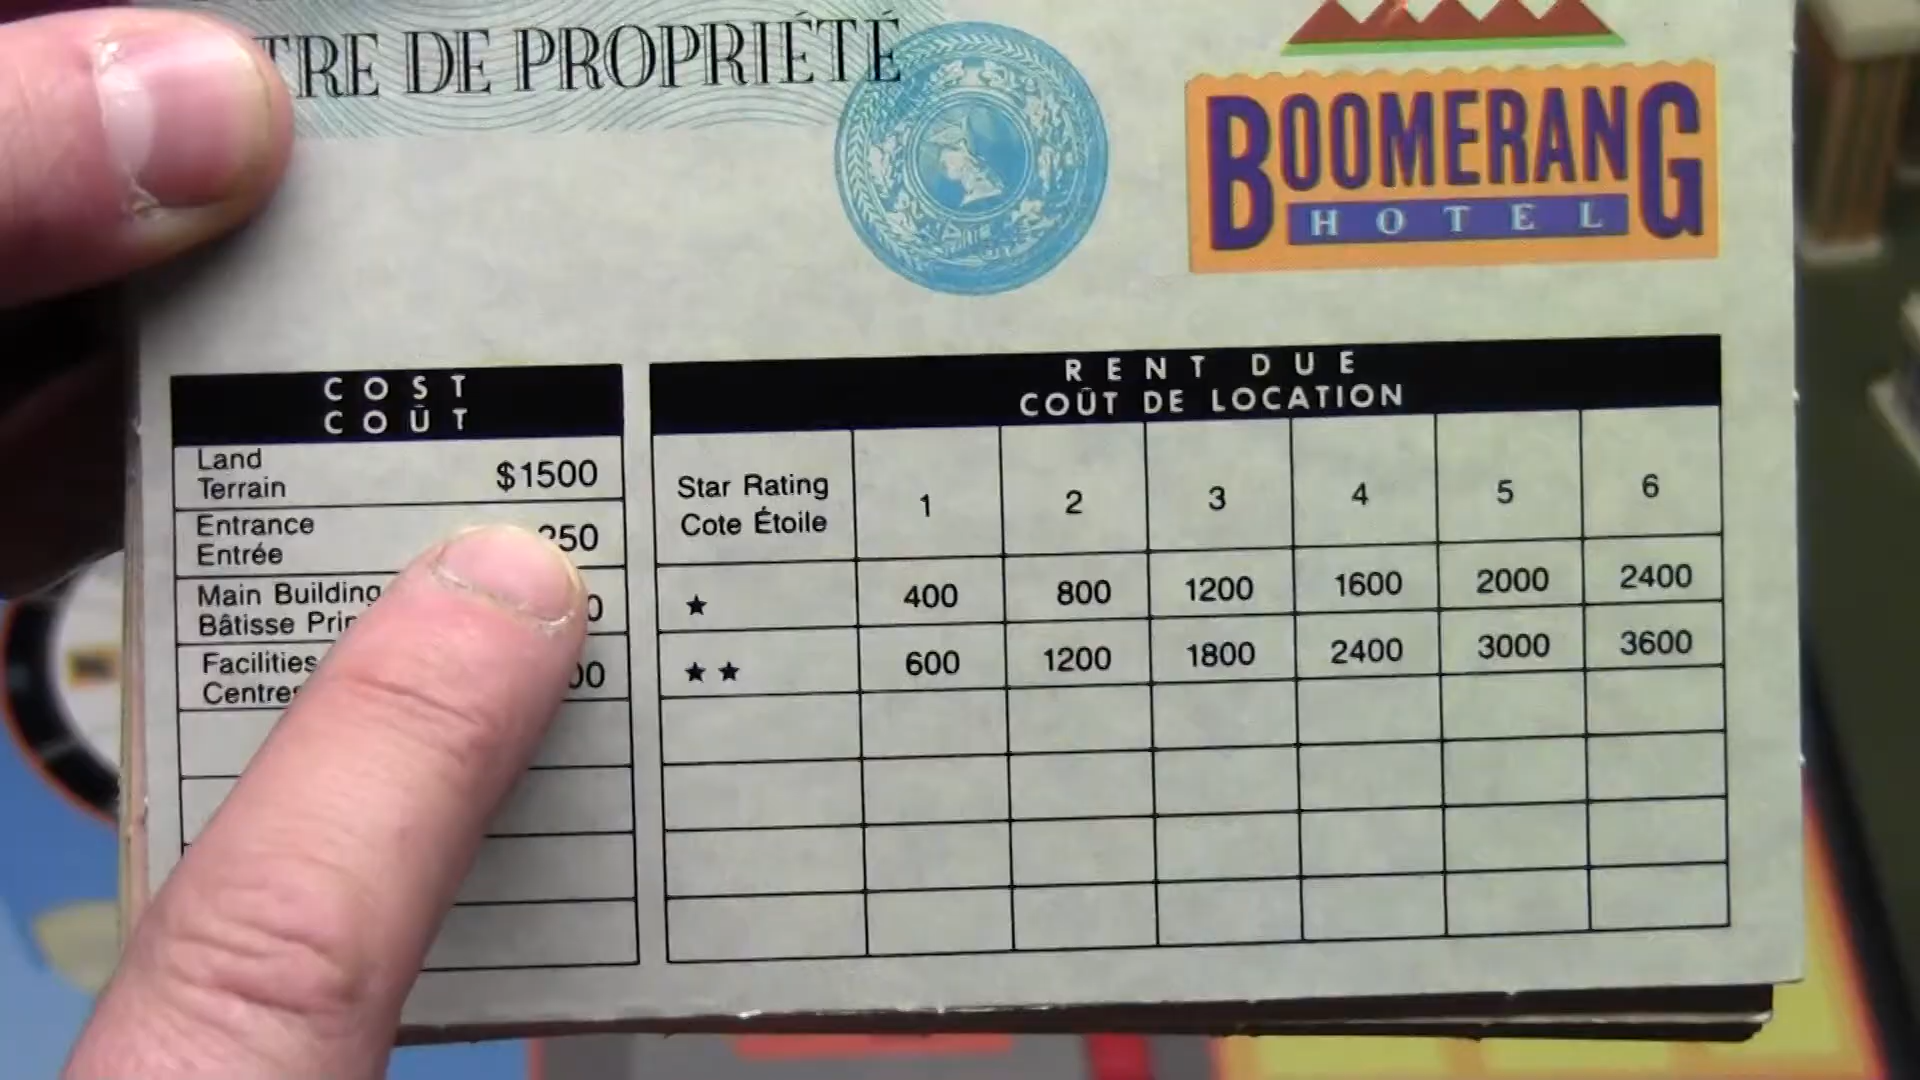 DE PROPRIÉTÉ
BOOMERANG
HOTEL
COST
COÛT
Land
Terrain
$1500
Entrance
Entrée
Main Building
Bâtisse
Facilities
Centres
RENT DUE
COÛT DE LOCATION
Star Rating
Cote Étoile
1 2 3 4 5 6
★ 400 800 1200 1600 2000 2400
★★ 600 1200 1800 2400 3000 3600